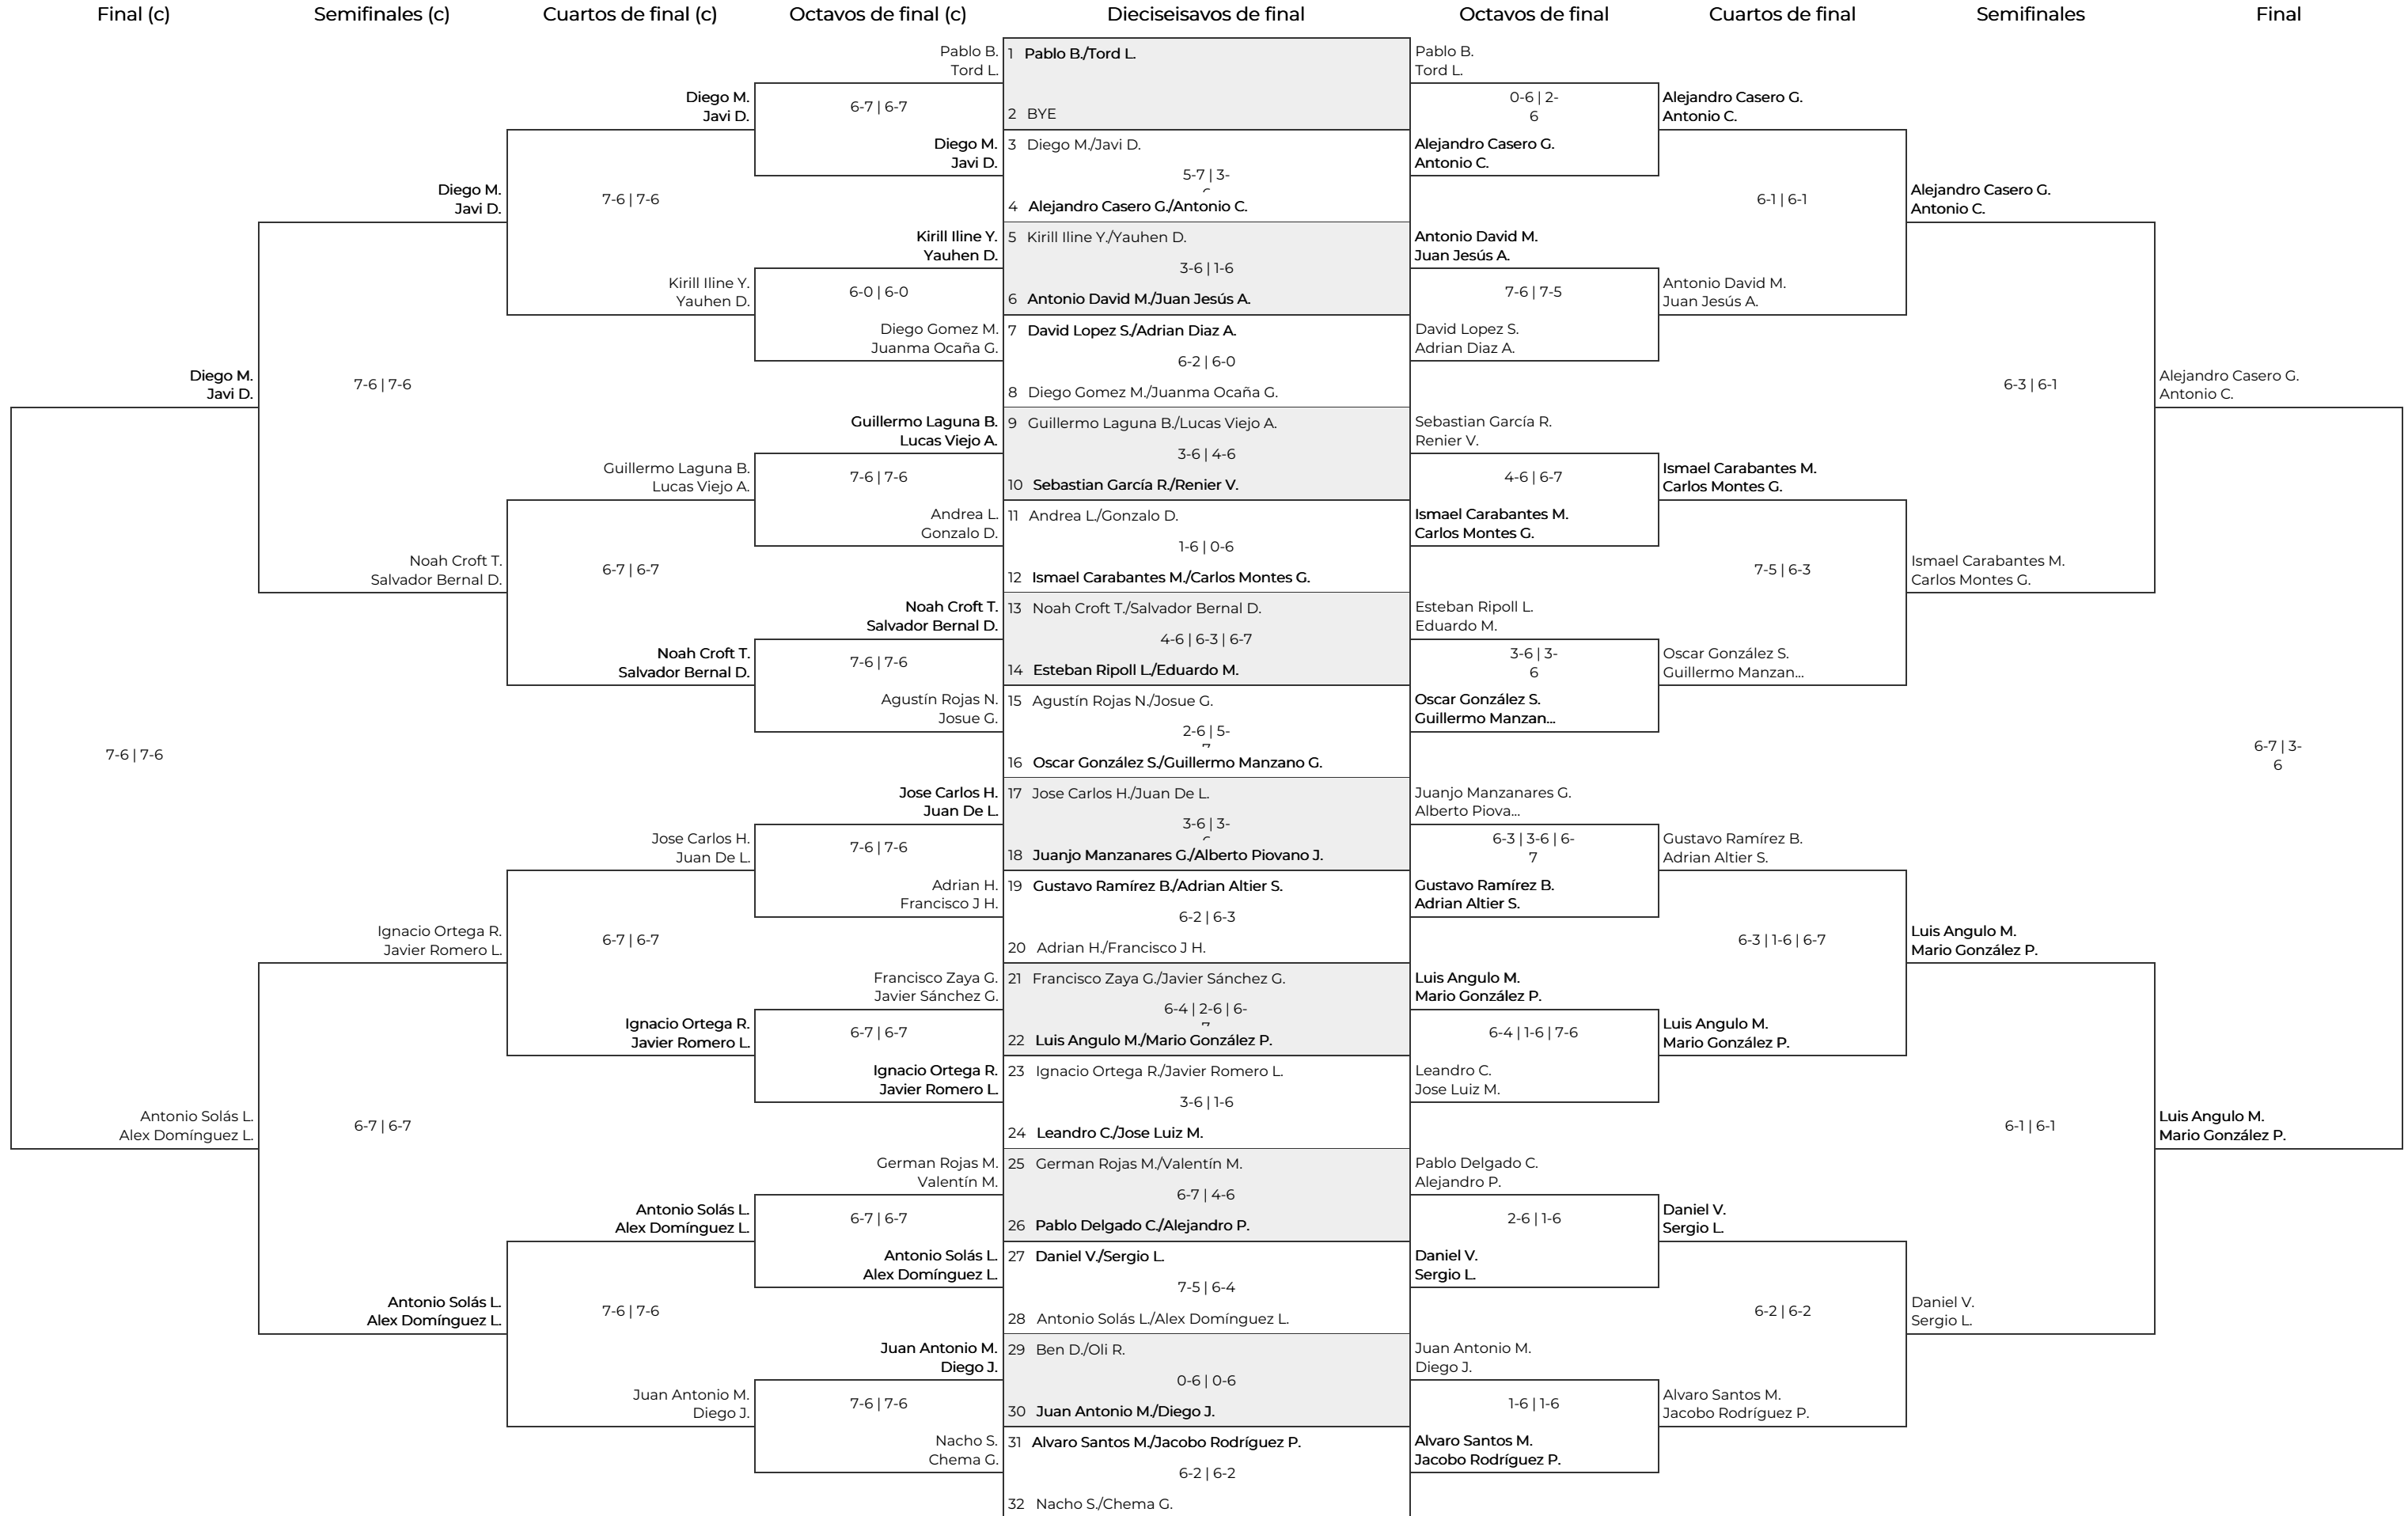 Final (c)
Semifinales (c)
Cuartos de final (c)
Octavos de final (c)
Dieciseisavos de final
Octavos de final
Cuartos de final
Semifinales
Final
Diego M.
Javi D.
7-6 | 7-6
Antonio Solás L.
Alex Domínguez L.
Diego M.
Javi D.
7-6 | 7-6
Noah Croft T.
Salvador Bernal D.
Ignacio Ortega R.
Javier Romero L.
6-7 | 6-7
Antonio Solás L.
Alex Domínguez L.
Diego M.
Javi D.
7-6 | 7-6
Kirill Iline Y.
Yauhen D.
Guillermo Laguna B.
Lucas Viejo A.
6-7 | 6-7
Noah Croft T.
Salvador Bernal D.
Jose Carlos H.
Juan De L.
6-7 | 6-7
Ignacio Ortega R.
Javier Romero L.
Antonio Solás L.
Alex Domínguez L.
7-6 | 7-6
Juan Antonio M.
Diego J.
Pablo B.
Tord L.
6-7 | 6-7
Diego M.
Javi D.
Kirill Iline Y.
Yauhen D.
6-0 | 6-0
Diego Gomez M.
Juanma Ocaña G.
Guillermo Laguna B.
Lucas Viejo A.
7-6 | 7-6
Andrea L.
Gonzalo D.
Noah Croft T.
Salvador Bernal D.
7-6 | 7-6
Agustín Rojas N.
Josue G.
Jose Carlos H.
Juan De L.
7-6 | 7-6
Adrian H.
Francisco J H.
Francisco Zaya G.
Javier Sánchez G.
6-7 | 6-7
Ignacio Ortega R.
Javier Romero L.
German Rojas M.
Valentín M.
6-7 | 6-7
Antonio Solás L.
Alex Domínguez L.
Juan Antonio M.
Diego J.
7-6 | 7-6
Nacho S.
Chema G.
1 Pablo B./Tord L.
2 BYE
3 Diego M./Javi D.
5-7 | 3-
4 Alejandro Casero G./Antonio C.
5 Kirill Iline Y./Yauhen D.
3-6 | 1-6
6 Antonio David M./Juan Jesús A.
7 David Lopez S./Adrian Diaz A.
6-2 | 6-0
8 Diego Gomez M./Juanma Ocaña G.
9 Guillermo Laguna B./Lucas Viejo A.
3-6 | 4-6
10 Sebastian García R./Renier V.
11 Andrea L./Gonzalo D.
1-6 | 0-6
12 Ismael Carabantes M./Carlos Montes G.
13 Noah Croft T./Salvador Bernal D.
4-6 | 6-3 | 6-7
14 Esteban Ripoll L./Eduardo M.
15 Agustín Rojas N./Josue G.
2-6 | 5-
16 Oscar González S./Guillermo Manzano G.
17 Jose Carlos H./Juan De L.
3-6 | 3-
18 Juanjo Manzanares G./Alberto Piovano J.
19 Gustavo Ramírez B./Adrian Altier S.
6-2 | 6-3
20 Adrian H./Francisco J H.
21 Francisco Zaya G./Javier Sánchez G.
6-4 | 2-6 | 6-
22 Luis Angulo M./Mario González P.
23 Ignacio Ortega R./Javier Romero L.
3-6 | 1-6
24 Leandro C./Jose Luiz M.
25 German Rojas M./Valentín M.
6-7 | 4-6
26 Pablo Delgado C./Alejandro P.
27 Daniel V./Sergio L.
7-5 | 6-4
28 Antonio Solás L./Alex Domínguez L.
29 Ben D./Oli R.
0-6 | 0-6
30 Juan Antonio M./Diego J.
31 Alvaro Santos M./Jacobo Rodríguez P.
6-2 | 6-2
32 Nacho S./Chema G.
Pablo B.
Tord L.
0-6 | 2-
6
Alejandro Casero G.
Antonio C.
Antonio David M.
Juan Jesús A.
7-6 | 7-5
David Lopez S.
Adrian Diaz A.
Sebastian García R.
Renier V.
4-6 | 6-7
Ismael Carabantes M.
Carlos Montes G.
Esteban Ripoll L.
Eduardo M.
3-6 | 3-
6
Oscar González S.
Guillermo Manzan...
Juanjo Manzanares G.
Alberto Piova...
6-3 | 3-6 | 6-
7
Gustavo Ramírez B.
Adrian Altier S.
Luis Angulo M.
Mario González P.
6-4 | 1-6 | 7-6
Leandro C.
Jose Luiz M.
Pablo Delgado C.
Alejandro P.
2-6 | 1-6
Daniel V.
Sergio L.
Juan Antonio M.
Diego J.
1-6 | 1-6
Alvaro Santos M.
Jacobo Rodríguez P.
Alejandro Casero G.
Antonio C.
6-1 | 6-1
Antonio David M.
Juan Jesús A.
Ismael Carabantes M.
Carlos Montes G.
7-5 | 6-3
Oscar González S.
Guillermo Manzan...
Gustavo Ramírez B.
Adrian Altier S.
6-3 | 1-6 | 6-7
Luis Angulo M.
Mario González P.
Daniel V.
Sergio L.
6-2 | 6-2
Alvaro Santos M.
Jacobo Rodríguez P.
Alejandro Casero G.
Antonio C.
6-3 | 6-1
Ismael Carabantes M.
Carlos Montes G.
Luis Angulo M.
Mario González P.
6-1 | 6-1
Daniel V.
Sergio L.
Alejandro Casero G.
Antonio C.
6-7 | 3-
6
Luis Angulo M.
Mario González P.